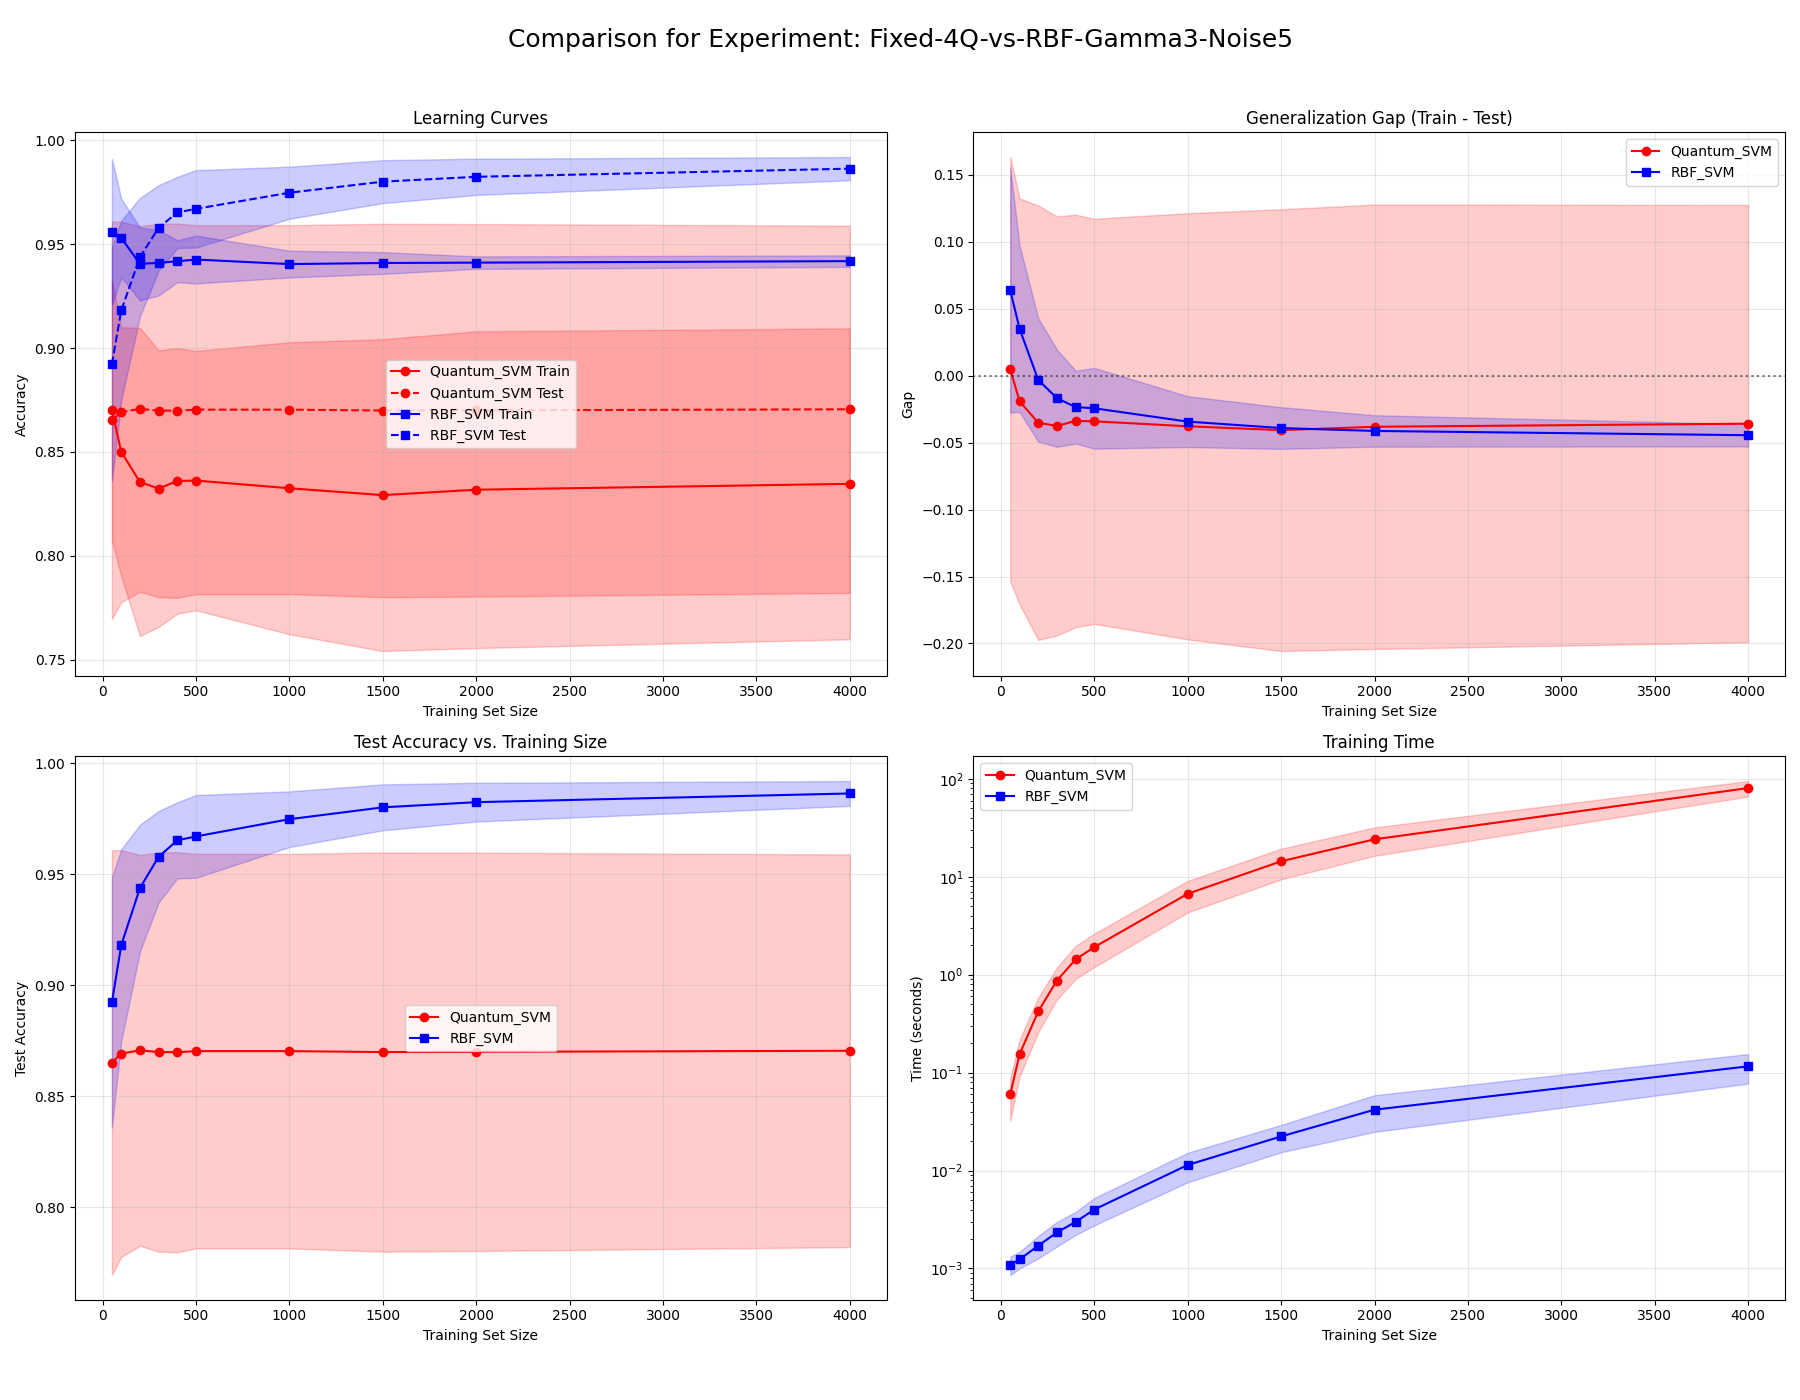 Comparison for Experiment: Fixed-4Q-vs-RBF-Gamma3-Noise5
Learning Curves
1.00
0.95
0.90
0.85
0.80
0.75
Accuracy
Quantum_SVM Train
Quantum_SVM Test
RBF_SVM Train
RBF_SVM Test
0 500 1000 1500 2000 2500 3000 3500 4000
Training Set Size
Generalization Gap (Train - Test)
Quantum_SVM
RBF_SVM
0.15
0.10
0.05
0.00
−0.05
−0.10
−0.15
−0.20
Gap
0 500 1000 1500 2000 2500 3000 3500 4000
Training Set Size
Test Accuracy vs. Training Size
1.00
0.95
0.90
0.85
0.80
Test Accuracy
Quantum_SVM
RBF_SVM
0 500 1000 1500 2000 2500 3000 3500 4000
Training Set Size
Training Time
Quantum_SVM
RBF_SVM
10²
10¹
10⁰
10⁻¹
10⁻²
10⁻³
Time (seconds)
0 500 1000 1500 2000 2500 3000 3500 4000
Training Set Size